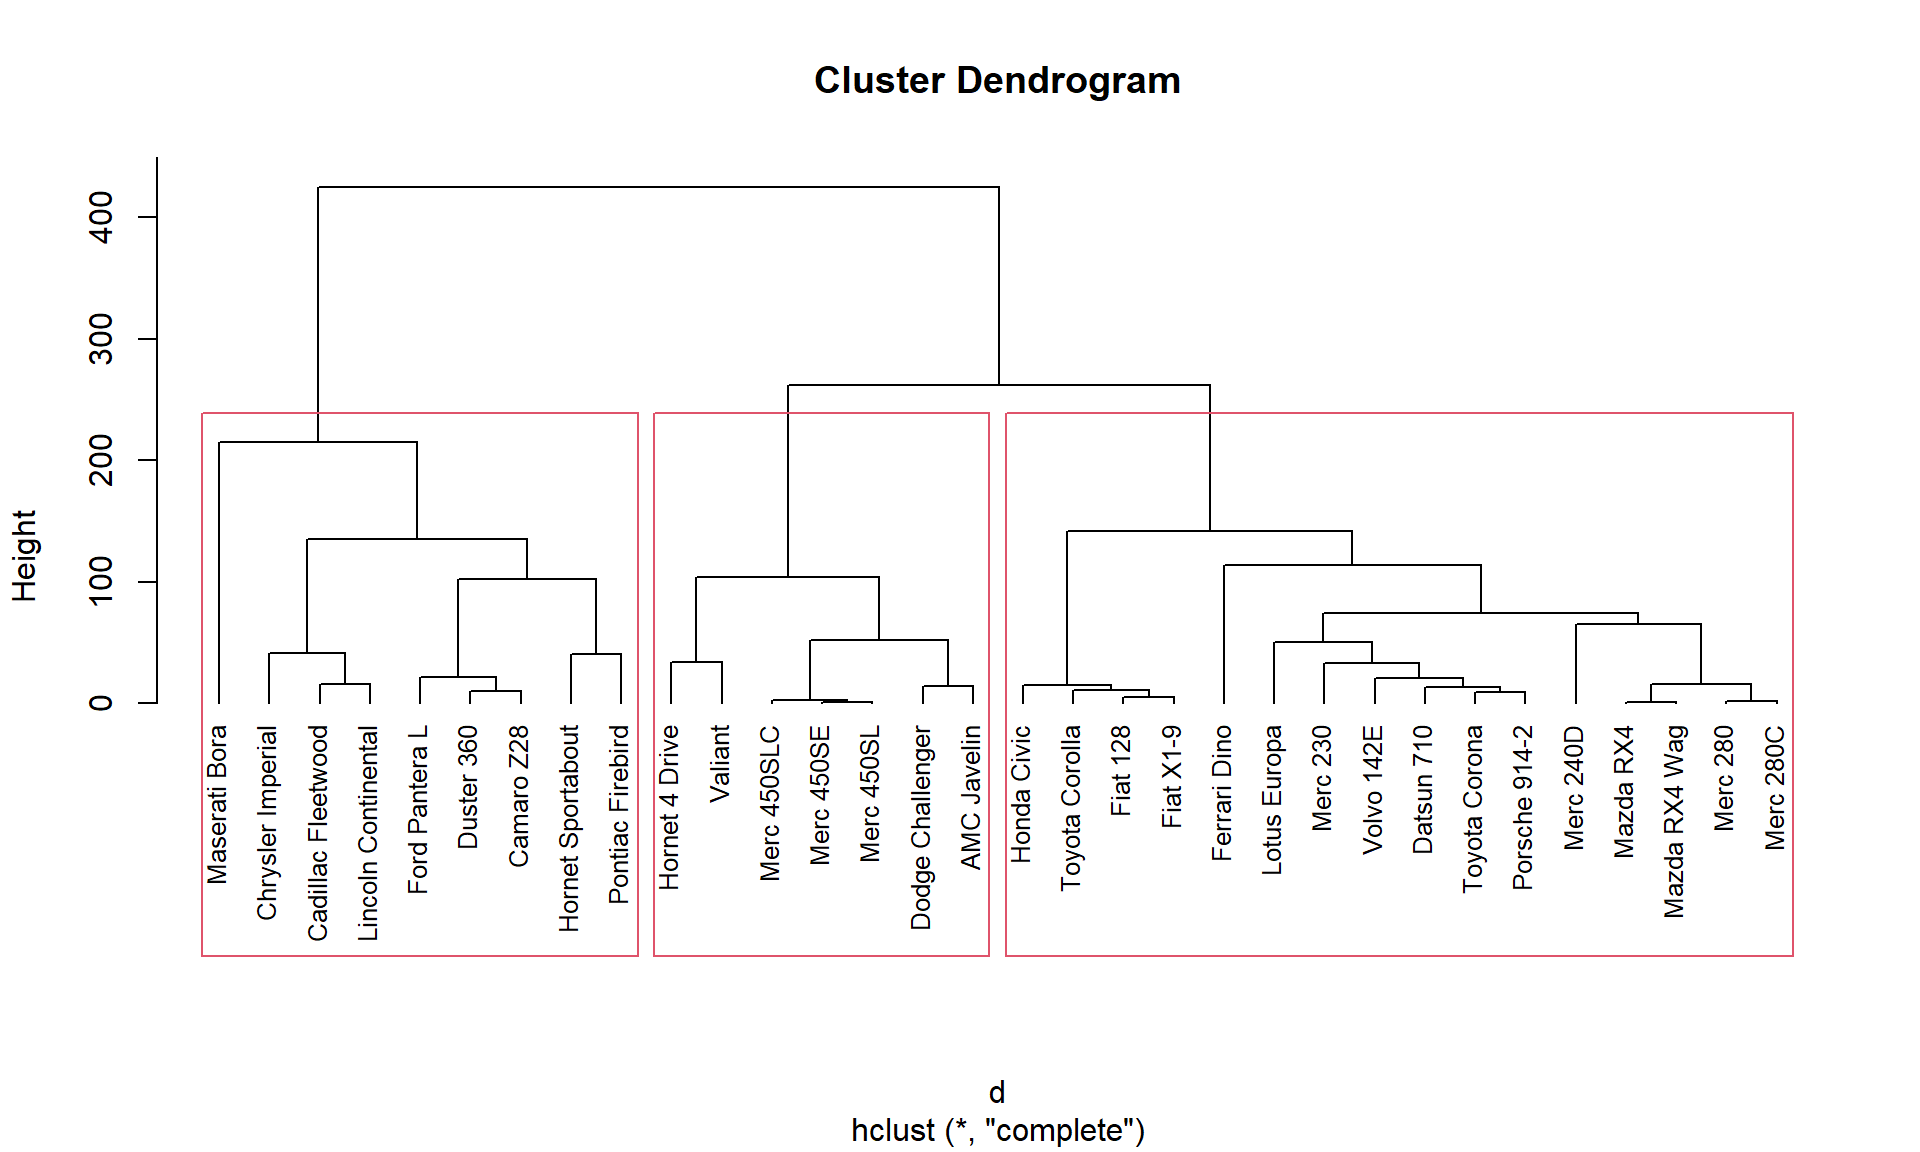 Cluster Dendrogram
Height
400
300
200
100
0
Maserati Bora
Chrysler Imperial
Cadillac Fleetwood
Lincoln Continental
Ford Pantera L
Duster 360
Camaro Z28
Hornet Sportabout
Pontiac Firebird
Hornet 4 Drive
Valiant
Merc 450SLC
Merc 450SE
Merc 450SL
Dodge Challenger
AMC Javelin
Honda Civic
Toyota Corolla
Fiat 128
Fiat X1-9
Ferrari Dino
Lotus Europa
Merc 230
Volvo 142E
Datsun 710
Toyota Corona
Porsche 914-2
Merc 240D
Mazda RX4
Mazda RX4 Wag
Merc 280
Merc 280C
d
hclust (*, "complete")